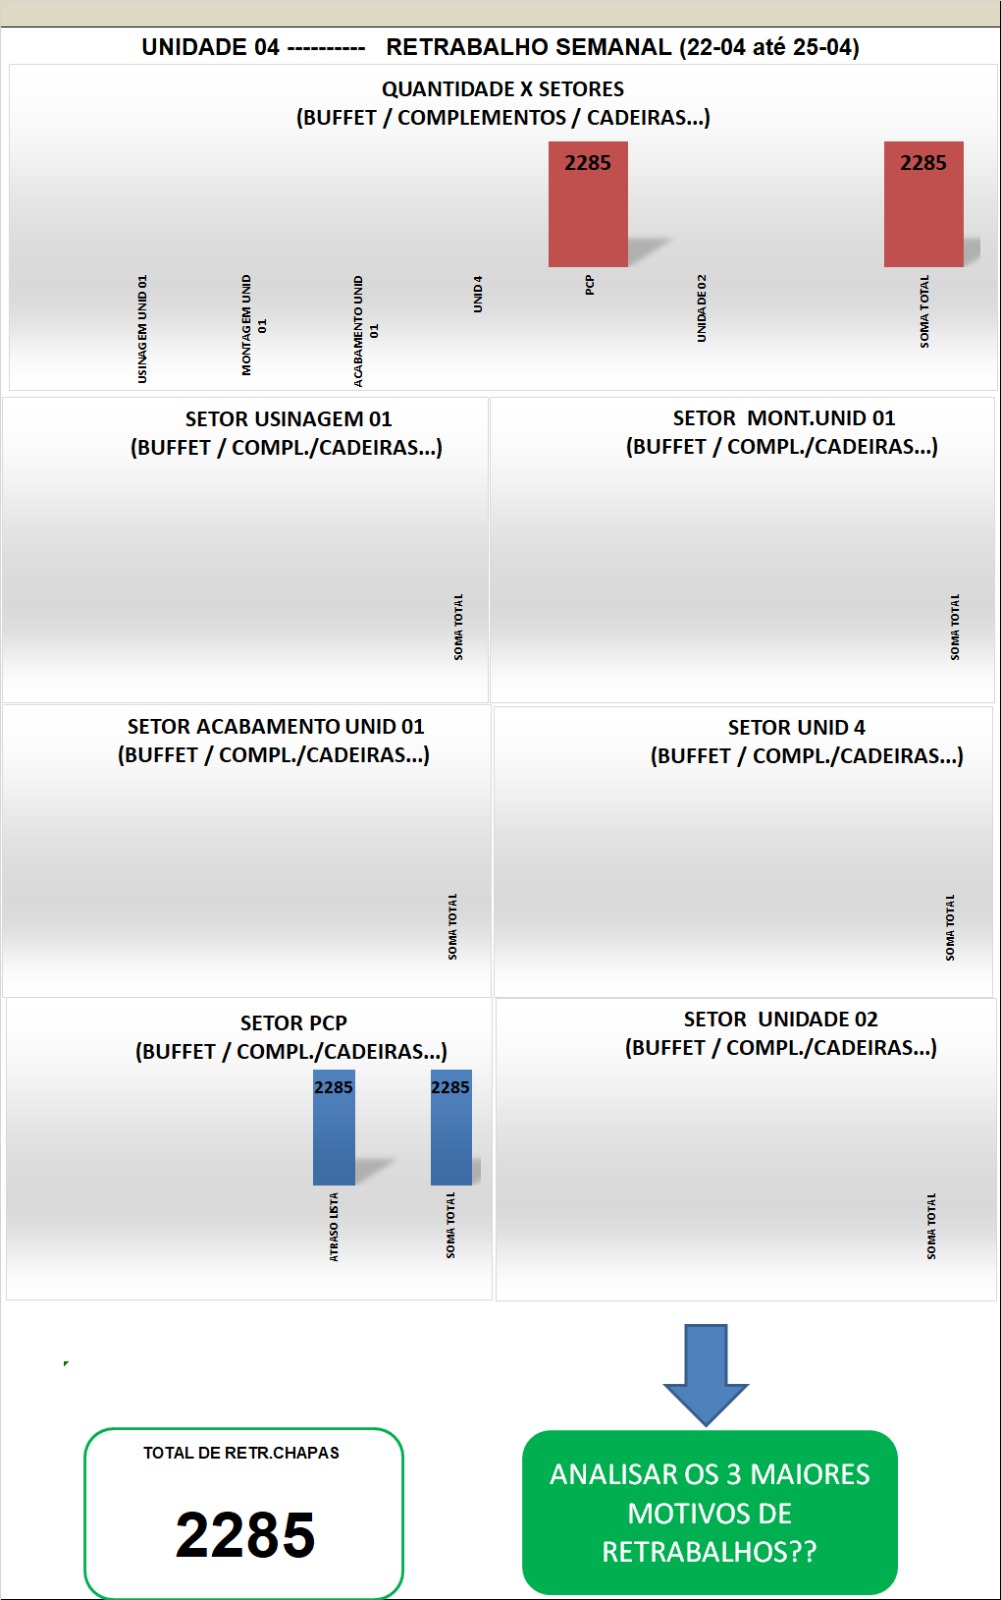 UNIDADE 04 ---------- RETRABALHO SEMANAL (22-04 até 25-04)
QUANTIDADE X SETORES
(BUFFET / COMPLEMENTOS / CADEIRAS...)
2285
2285
USINAGEM UNID 01
MONTAGEM UNID
01
ACABAMENTO UNID
01
UNID 4
PCP
UNIDADE 02
SOMA TOTAL
SETOR USINAGEM 01
(BUFFET / COMPL./CADEIRAS...)
SOMA TOTAL
SETOR MONT.UNID 01
(BUFFET / COMPL./CADEIRAS...)
SOMA TOTAL
SETOR ACABAMENTO UNID 01
(BUFFET / COMPL./CADEIRAS...)
SOMA TOTAL
SETOR UNID 4
(BUFFET / COMPL./CADEIRAS...)
SOMA TOTAL
SETOR PCP
(BUFFET / COMPL./CADEIRAS...)
2285
2285
ATRASO LISTA
SOMA TOTAL
SETOR UNIDADE 02
(BUFFET / COMPL./CADEIRAS...)
SOMA TOTAL
TOTAL DE RETR.CHAPAS
2285
ANALISAR OS 3 MAIORES
MOTIVOS DE
RETRABALHOS??